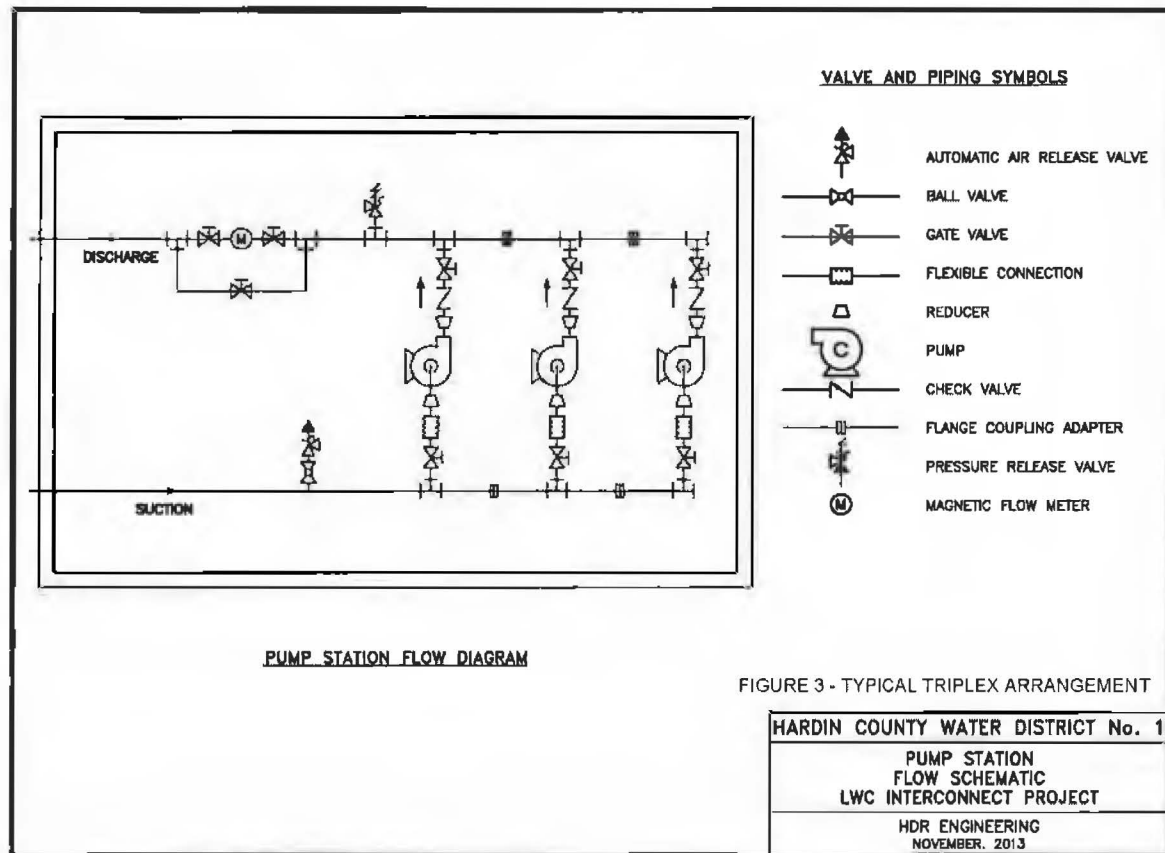 VALVE AND PIPING SYMBOLS
AUTOMATIC AIR RELEASE VALVE
BALL VALVE
GATE VALVE
FLEXIBLE CONNECTION
REDUCER
C
PUMP
CHECK VALVE
FLANGE COUPLING ADAPTER
PRESSURE RELEASE VALVE
M
MAGNETIC FLOW METER
M
DISCHARGE
SUCTION
PUMP STATION FLOW DIAGRAM
FIGURE 3 - TYPICAL TRIPLEX ARRANGEMENT
HARDIN COUNTY WATER DISTRICT No. 1
PUMP STATION
FLOW SCHEMATIC
LWC INTERCONNECT PROJECT
HDR ENGINEERING
NOVEMBER. 2013